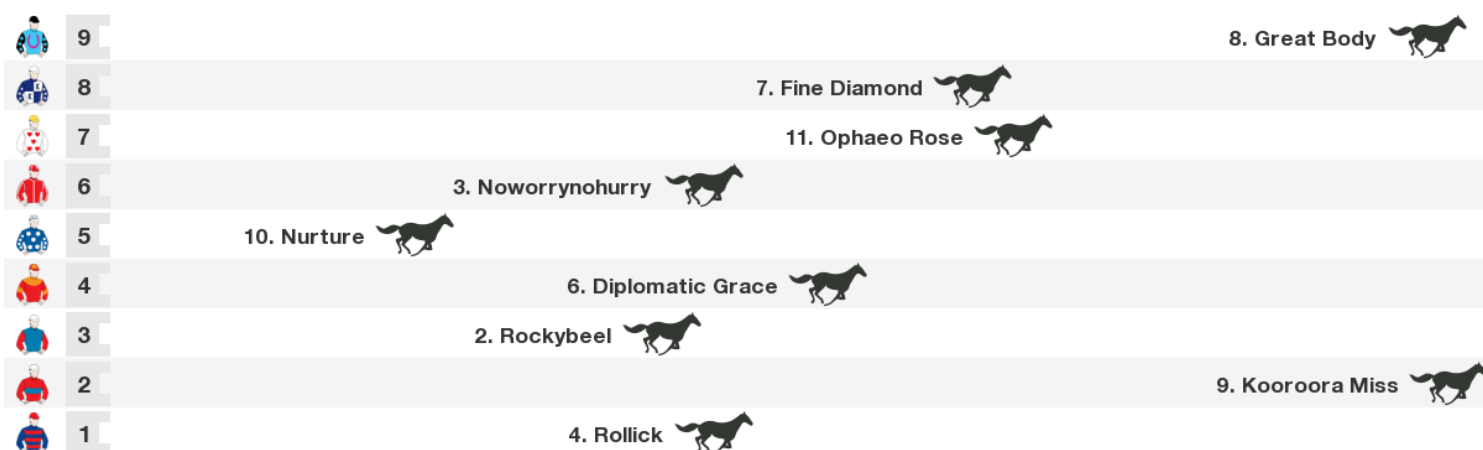 9 8. Great Body
8 7. Fine Diamond
7 11. Ophaeo Rose
6 3. Noworrynohurry
5 10. Nurture
4 6. Diplomatic Grace
3 2. Rockybeel
2 9. Kooroora Miss
1 4. Rollick